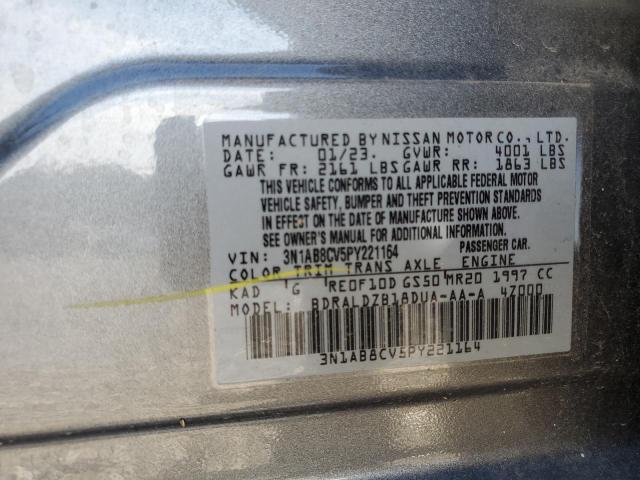 MANUFACTURED BY NISSAN MOTOR CO., LTD.
DATE: 01/23. GVWR: 4001 LBS
GAWR FR: 2161 LBS GAWR RR: 1863 LBS
THIS VEHICLE CONFORMS TO ALL APPLICABLE FEDERAL MOTOR
VEHICLE SAFETY, BUMPER AND THEFT PREVENTION STANDARDS
IN EFFECT ON THE DATE OF MANUFACTURE SHOWN ABOVE.
SEE OWNER'S MANUAL FOR ADDITIONAL INFORMATION.
VIN: 3N1AB8CV5PY221164 PASSENGER CAR.
COLOR TRIM TRANS AXLE ENGINE
KAD 'G 'RE0F10D GS50 'MR20 1997 CC
MODEL: BDRALDZB18DUA-AA-A 47000
3N1AB8CV5PY221164